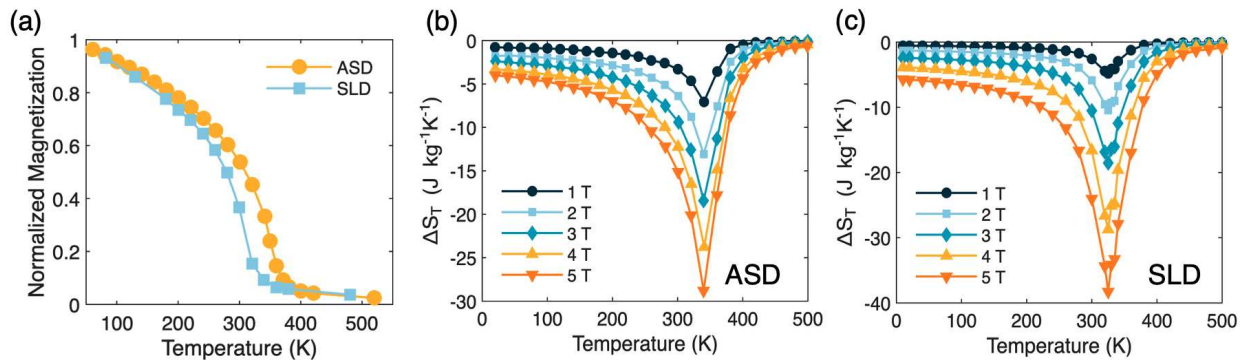 (a)
Normalized Magnetization
1
0.8
0.6
0.4
0.2
0
100 200 300 400 500
Temperature (K)
ASD
SLD
(b)
ΔS_T (J kg⁻¹K⁻¹)
0
-5
-10
-15
-20
-25
-30
0 100 200 300 400 500
Temperature (K)
1 T
2 T
3 T
4 T
5 T
ASD
(c)
ΔS_T (J kg⁻¹K⁻¹)
0
-10
-20
-30
-40
0 100 200 300 400 500
Temperature (K)
1 T
2 T
3 T
4 T
5 T
SLD